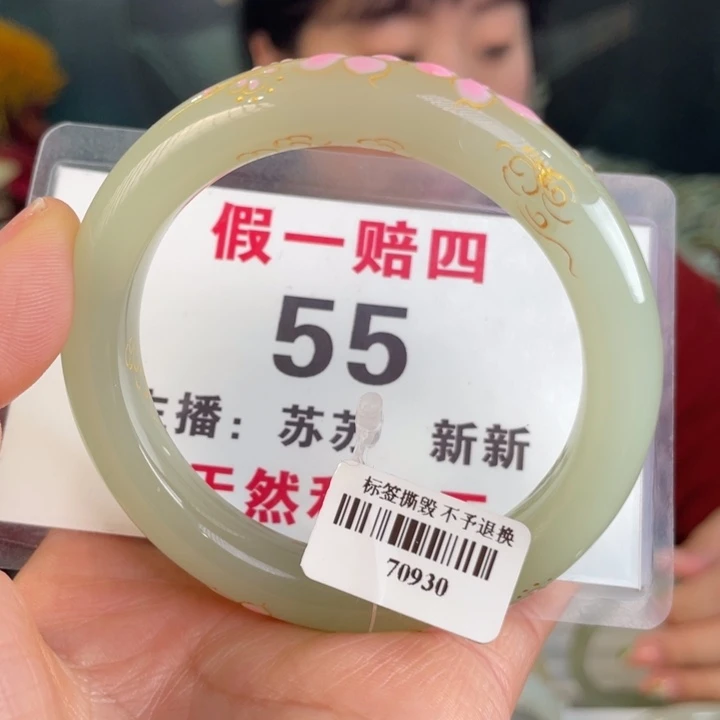 假一赔四
55
主播：苏苏 新新
天然和
标签撕毁 不予退换
70930